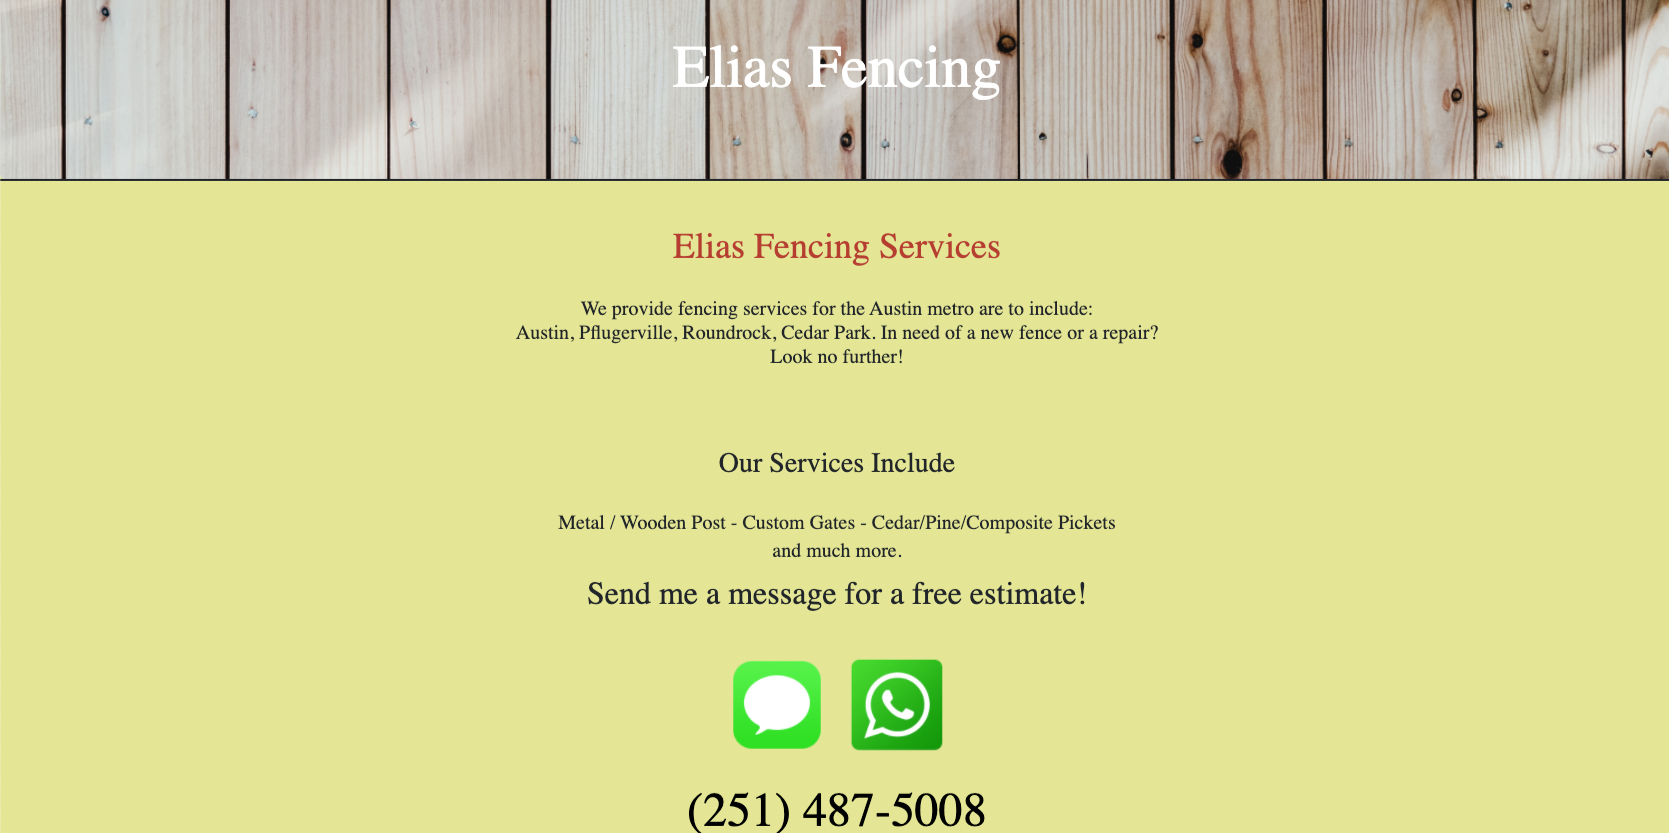 Elias Fencing
Elias Fencing Services
We provide fencing services for the Austin metro are to include:
Austin, Pflugerville, Roundrock, Cedar Park. In need of a new fence or a repair?
Look no further!
Our Services Include
Metal / Wooden Post - Custom Gates - Cedar/Pine/Composite Pickets
and much more.
Send me a message for a free estimate!
(251) 487-5008